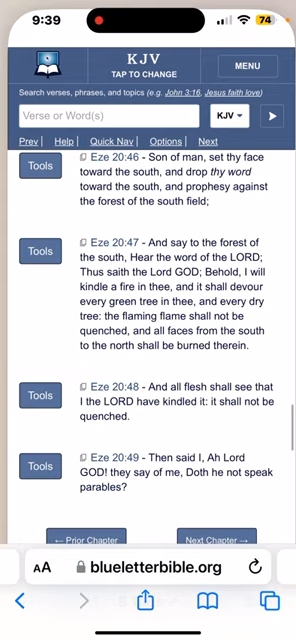 9:39
74
KJV
TAP TO CHANGE
MENU
Search verses, phrases, and topics (e.g. John 3:16, Jesus faith love)
Verse or Word(s)
KJV
Prev | Help | Quick Nav | Options | Next
Tools
Eze 20:46 - Son of man, set thy face
toward the south, and drop thy word
toward the south, and prophesy against
the forest of the south field;
Tools
Eze 20:47 - And say to the forest of
the south, Hear the word of the LORD;
Thus saith the Lord GOD; Behold, I will
kindle a fire in thee, and it shall devour
every green tree in thee, and every dry
tree: the flaming flame shall not be
quenched, and all faces from the south
to the north shall be burned therein.
Tools
Eze 20:48 - And all flesh shall see that
I the LORD have kindled it: it shall not be
quenched.
Tools
Eze 20:49 - Then said I, Ah Lord
GOD! they say of me, Doth he not speak
parables?
← Prior Chapter
Next Chapter →
AA
blueletterbible.org